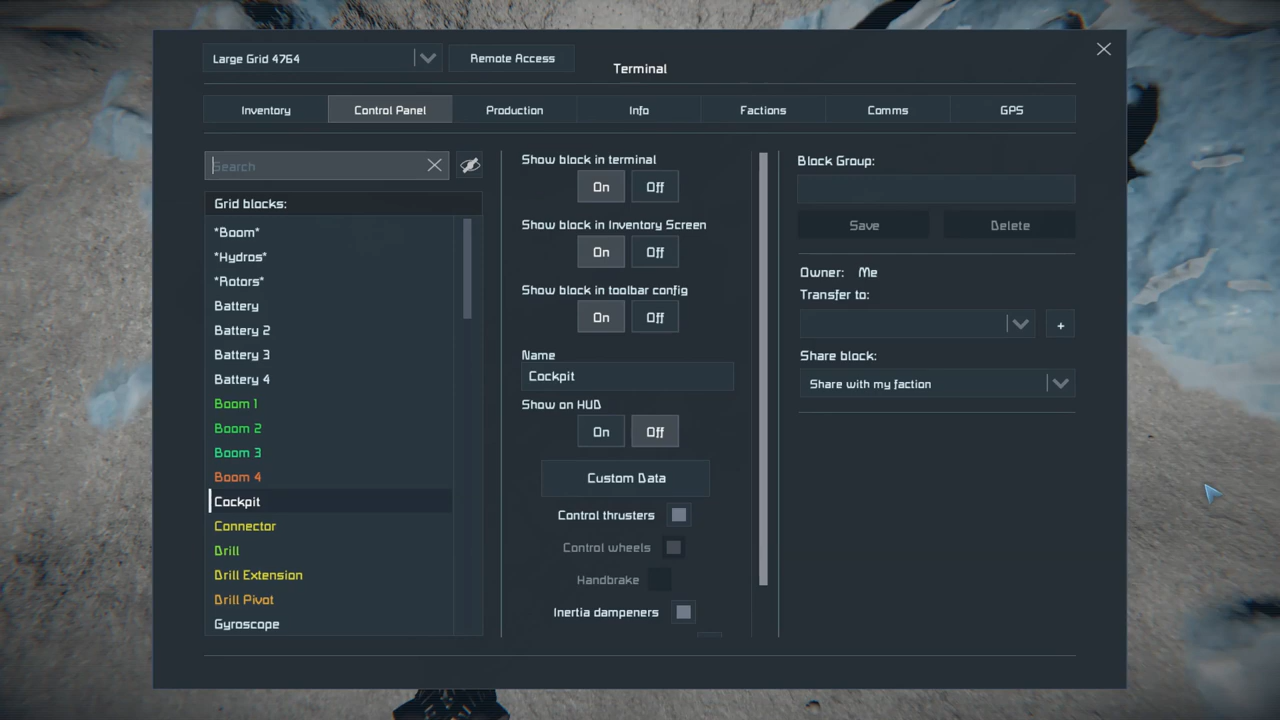 Large Grid 4764
Remote Access
Terminal
Inventory
Control Panel
Production
Info
Factions
Comms
GPS
Search
Grid blocks:
*Boom*
*Hydros*
*Rotors*
Battery
Battery 2
Battery 3
Battery 4
Boom 1
Boom 2
Boom 3
Boom 4
Cockpit
Connector
Drill
Drill Extension
Drill Pivot
Gyroscope
Show block in terminal
On Off
Show block in Inventory Screen
On Off
Show block in toolbar config
On Off
Name
Cockpit
Show on HUD
On Off
Custom Data
Control thrusters
Control wheels
Handbrake
Inertia dampeners
Block Group:
Save Delete
Owner: Me
Transfer to:
+
Share block:
Share with my faction